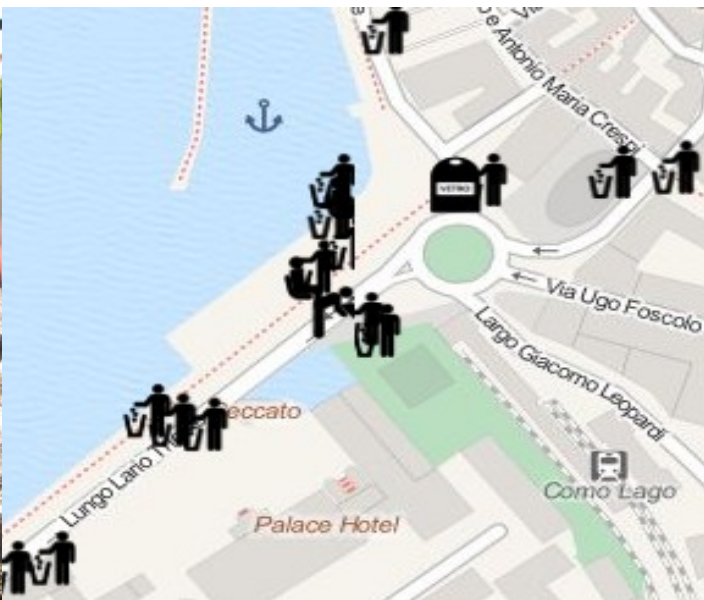 e Antonio Maria Crespi
VETRO
Via Ugo Foscolo
Largo Giacomo Leopardi
Lungo Lario
Como Lago
Palace Hotel